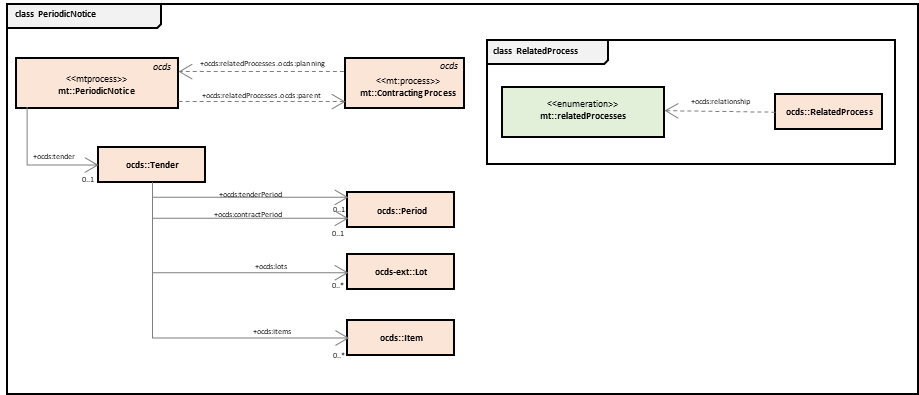 class PeriodicNotice
ocds
<<mtprocess>>
mt::PeriodicNotice
+ocds:relatedProcesses.ocds:planning
+ocds:relatedProcesses.ocds:parent
ocds
<<mt:process>>
mt::ContractingProcess
class RelatedProcess
<<enumeration>>
mt::relatedProcesses
+ocds:relationship
ocds::RelatedProcess
+ocds:tender
0..1
ocds::Tender
+ocds:tenderPeriod
0..1
+ocds:contractPeriod
0..1
ocds::Period
+ocds:lots
0..*
ocds-ext::Lot
+ocds:items
0..*
ocds::Item